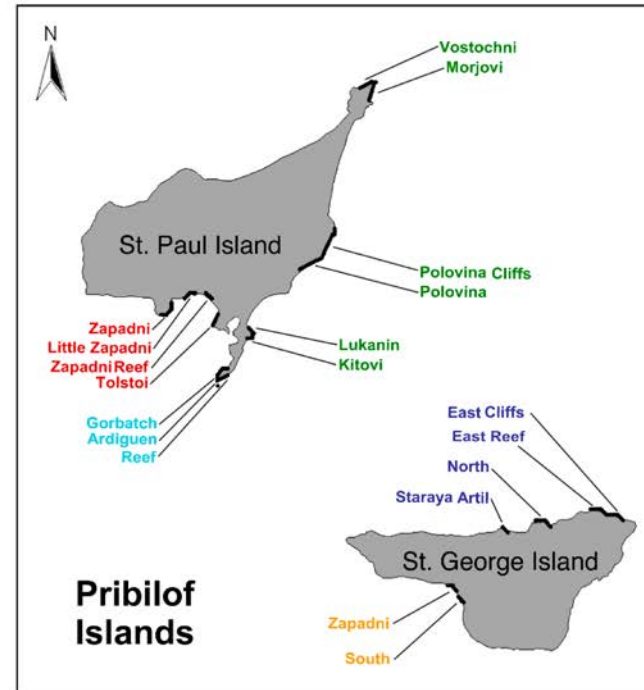 N
Vostochni
Morjovi
St. Paul Island
Polovina Cliffs
Polovina
Zapadni
Little Zapadni
Zapadni Reef
Tolstoi
Lukanin
Kitovi
Gorbatch
Ardiguen
Reef
East Cliffs
East Reef
North
Staraya Artil
St. George Island
Pribilof
Islands
Zapadni
South